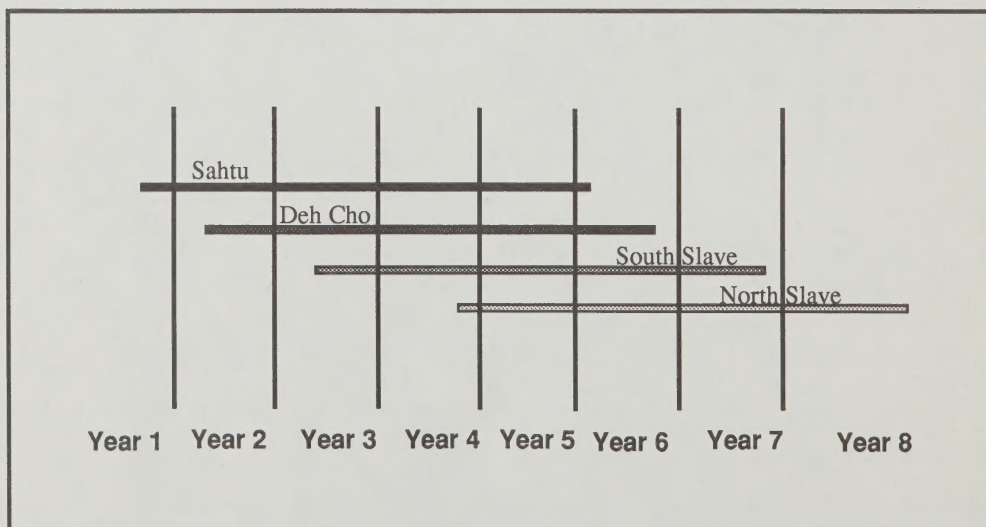 Sahtu
Deh Cho
South Slave
North Slave
Year 1 Year 2 Year 3 Year 4 Year 5 Year 6 Year 7 Year 8